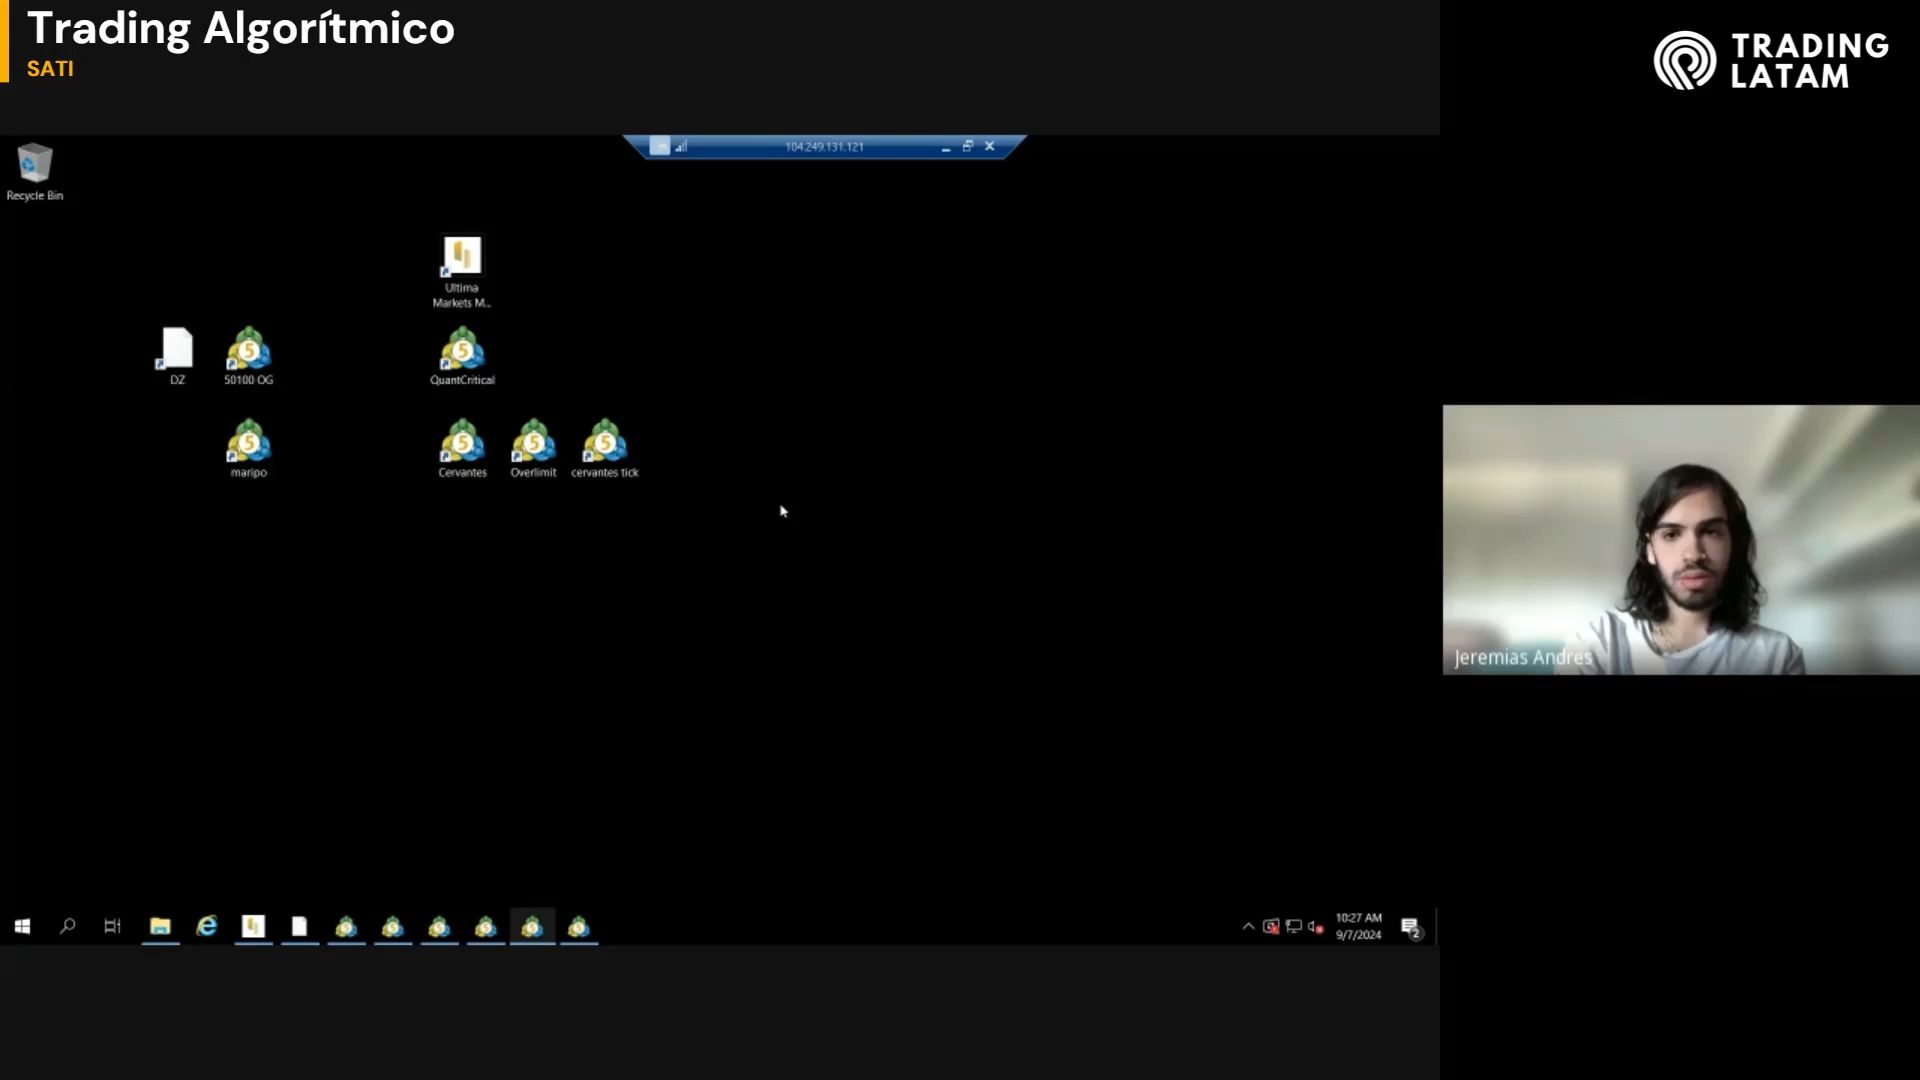 Trading Algorítmico
SATI
TRADING
LATAM
104.249.131.121
Recycle Bin
Ultima
Markets M...
DZ
50100 OG
QuantCritical
maripo
Cervantes
Overlimit
cervantes tick
Jeremias Andres
10:27 AM
9/7/2024
2